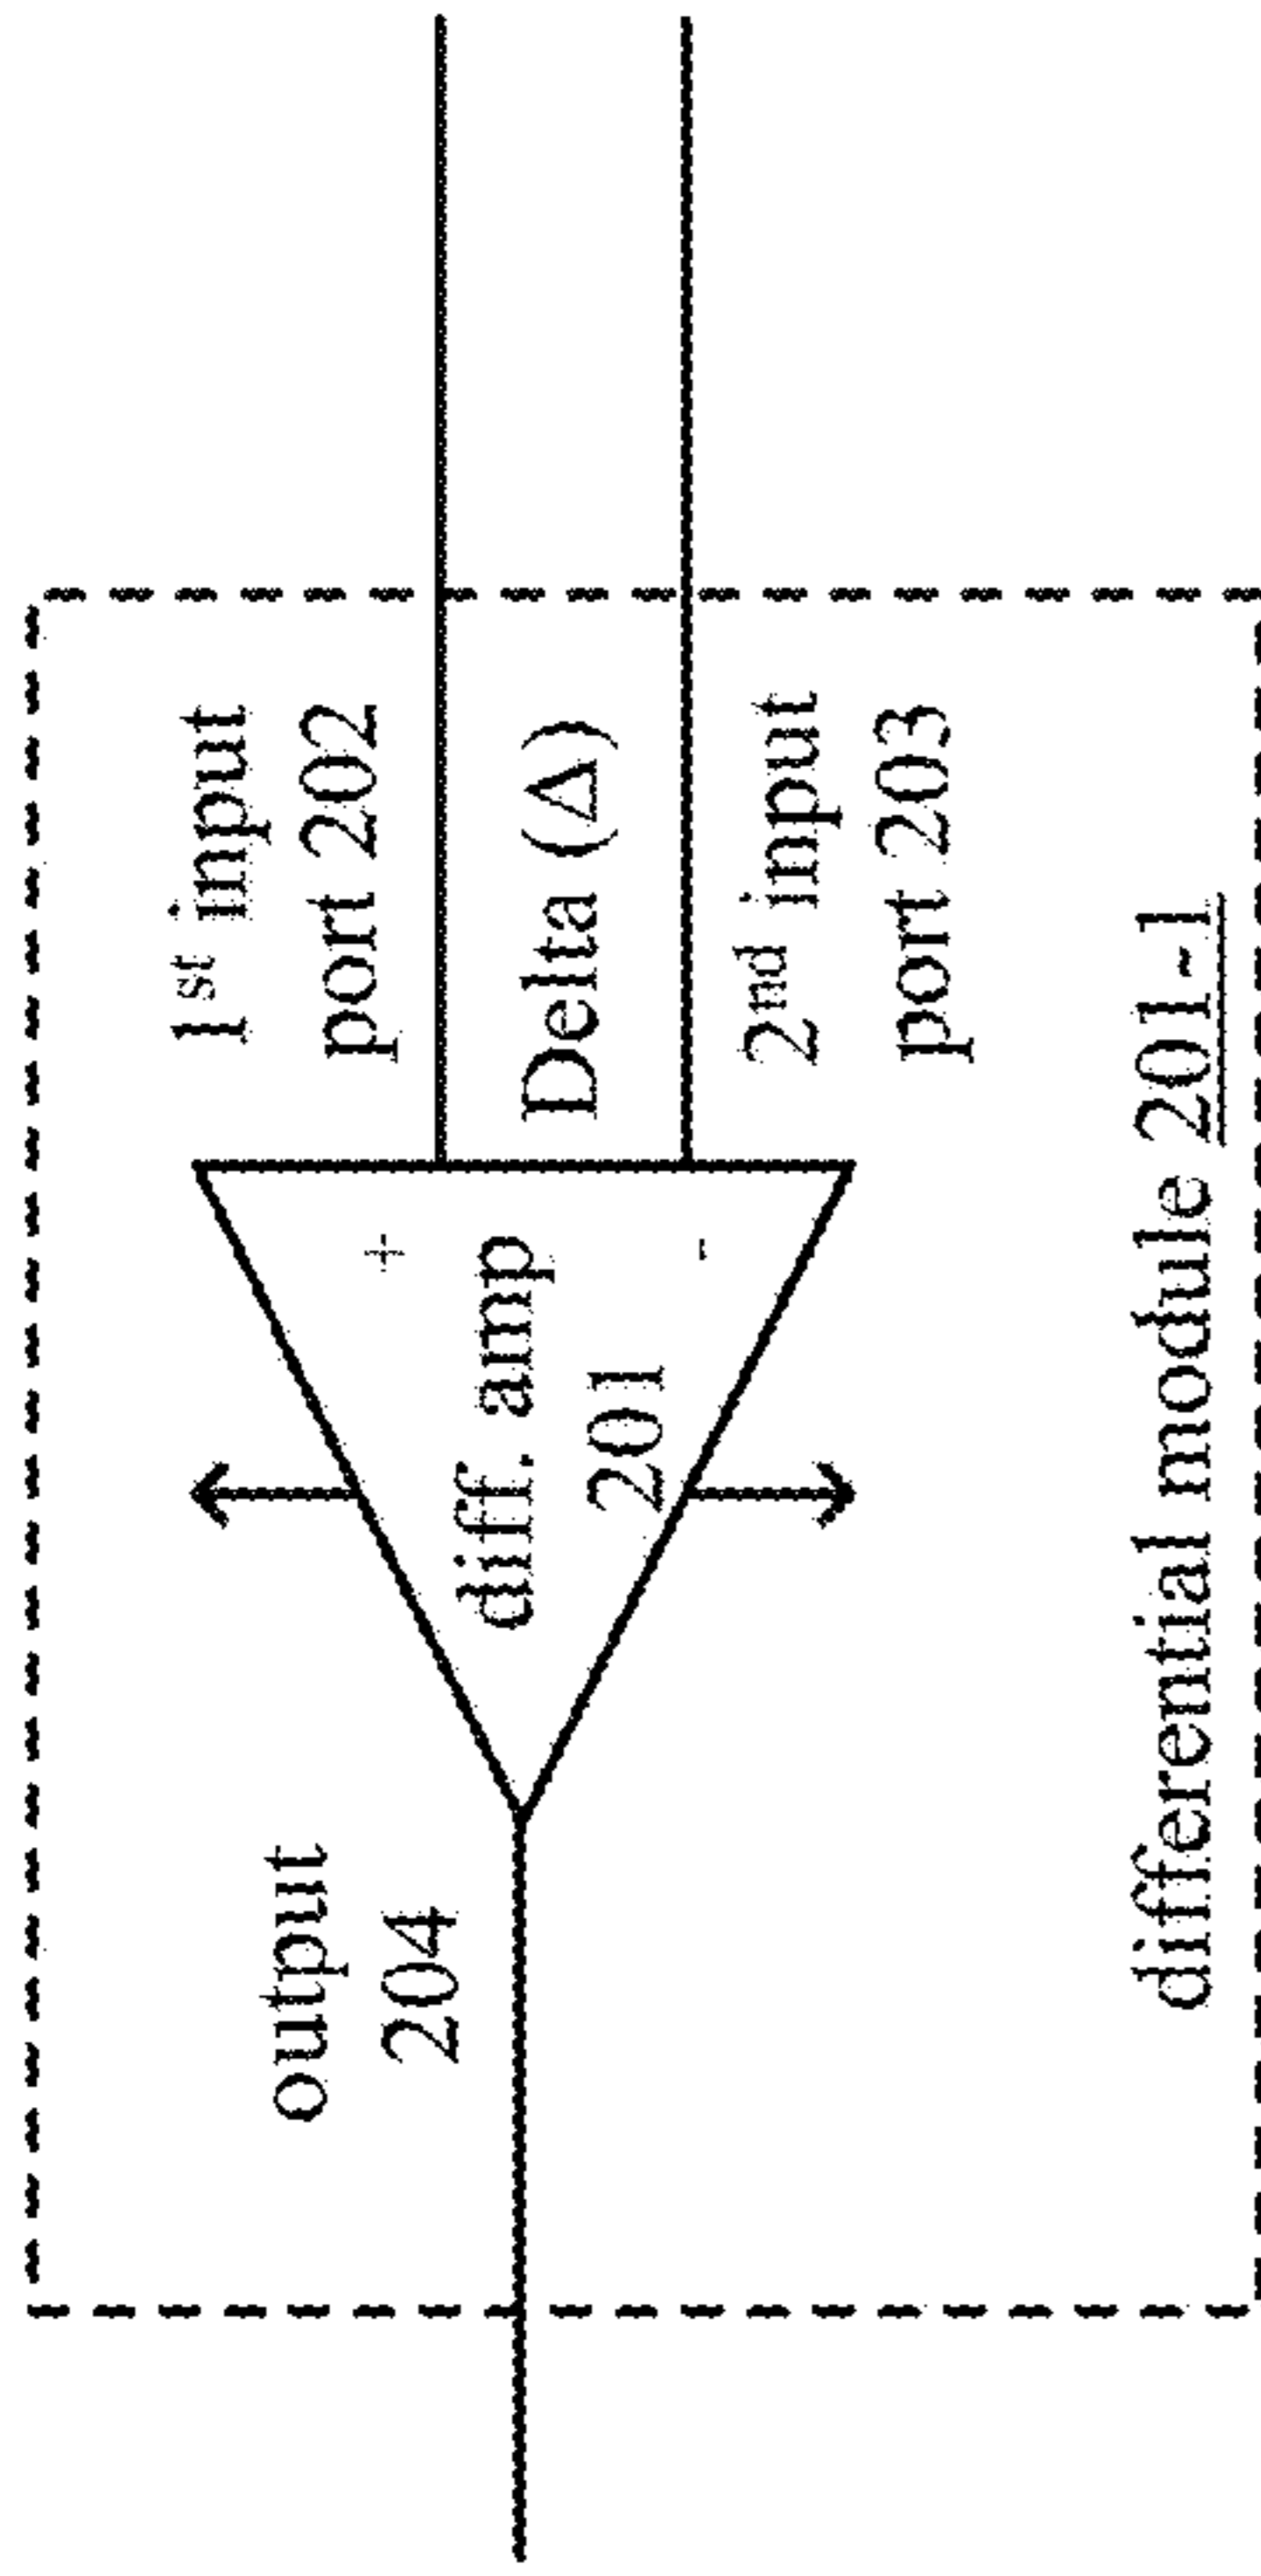 output
204
1st input
port 202
+
diff. amp
201
-
Delta (Δ)
2nd input
port 203
differential module 201-1